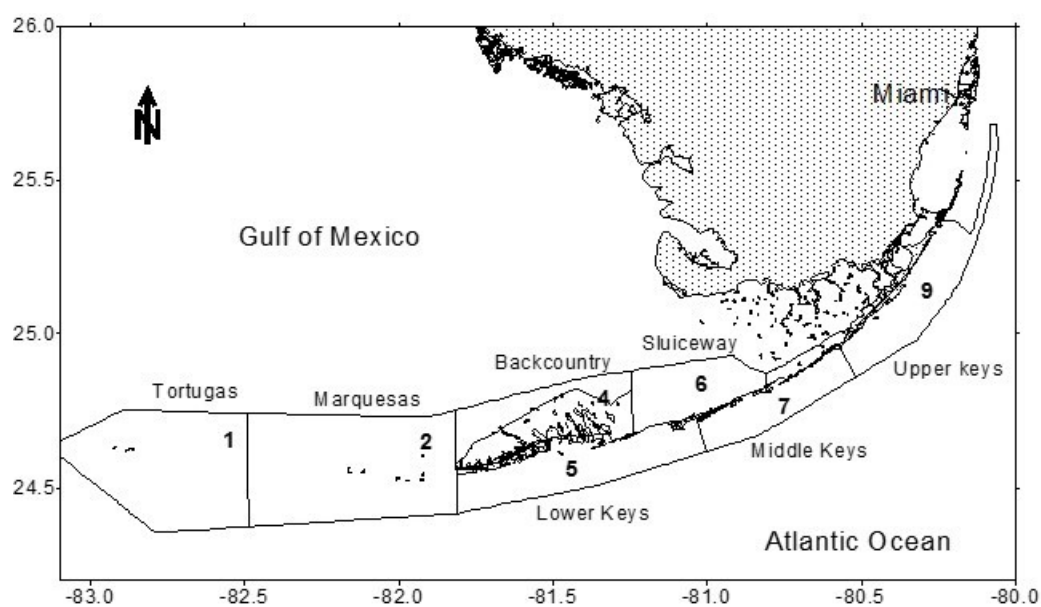 26.0
Miami
N
25.5
Gulf of Mexico
9
25.0
Sluiceway
Backcountry
Upper keys
Tortugas
Marquesas
4
6
7
1
2
Middle Keys
5
24.5
Lower Keys
Atlantic Ocean
-83.0 -82.5 -82.0 -81.5 -81.0 -80.5 -80.0